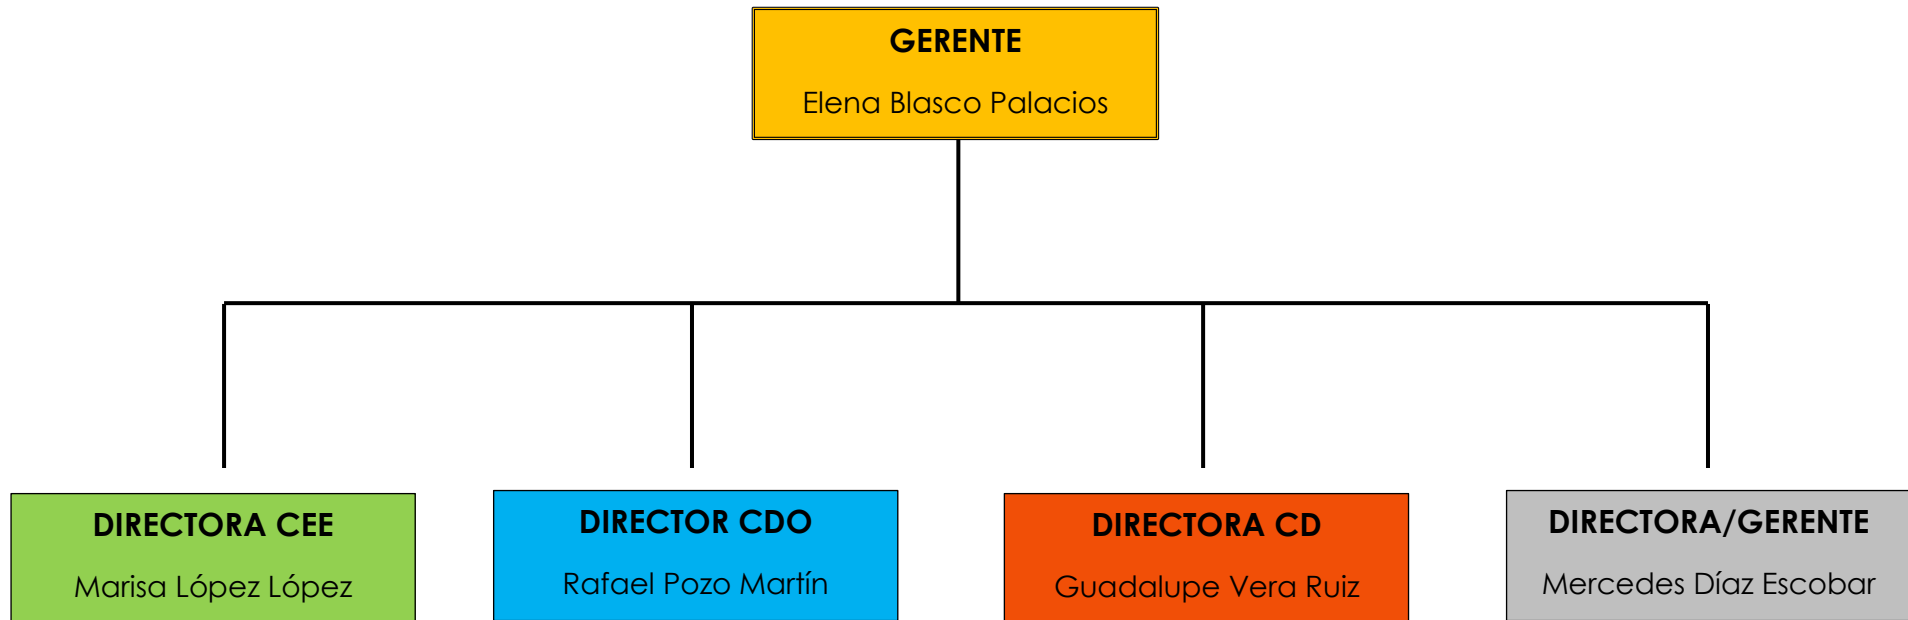 GERENTE
Elena Blasco Palacios
DIRECTORA CEE
Marisa López López
DIRECTOR CDO
Rafael Pozo Martín
DIRECTORA CD
Guadalupe Vera Ruiz
DIRECTORA/GERENTE
Mercedes Díaz Escobar